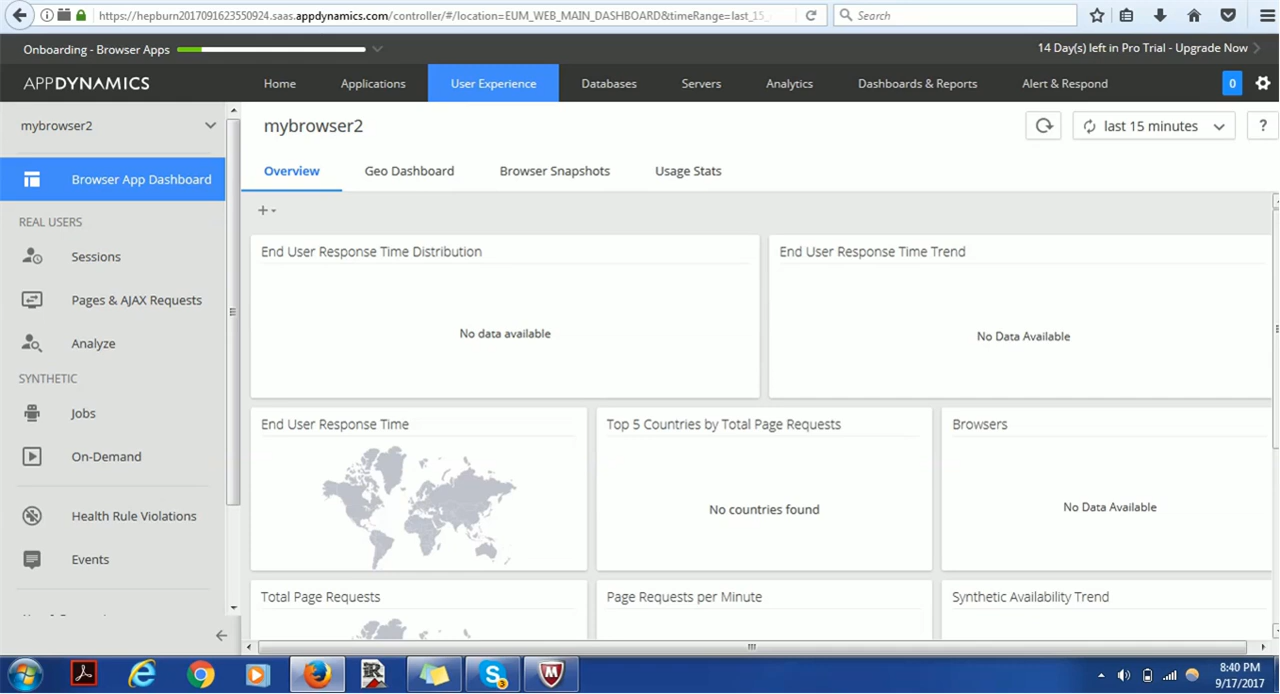 https://hepburn2017091623550924.saas.appdynamics.com/controller/#/location=EUM_WEB_MAIN_DASHBOARD&timeRange=last_15_
Search
Onboarding - Browser Apps
14 Day(s) left in Pro Trial - Upgrade Now
APPDYNAMICS
Home
Applications
User Experience
Databases
Servers
Analytics
Dashboards & Reports
Alert & Respond
0
mybrowser2
mybrowser2
last 15 minutes
?
Browser App Dashboard
Overview
Geo Dashboard
Browser Snapshots
Usage Stats
REAL USERS
Sessions
Pages & AJAX Requests
Analyze
SYNTHETIC
Jobs
On-Demand
Health Rule Violations
Events
End User Response Time Distribution
No data available
End User Response Time Trend
No Data Available
End User Response Time
Top 5 Countries by Total Page Requests
No countries found
Browsers
No Data Available
Total Page Requests
Page Requests per Minute
Synthetic Availability Trend
3
8:40 PM
9/17/2017